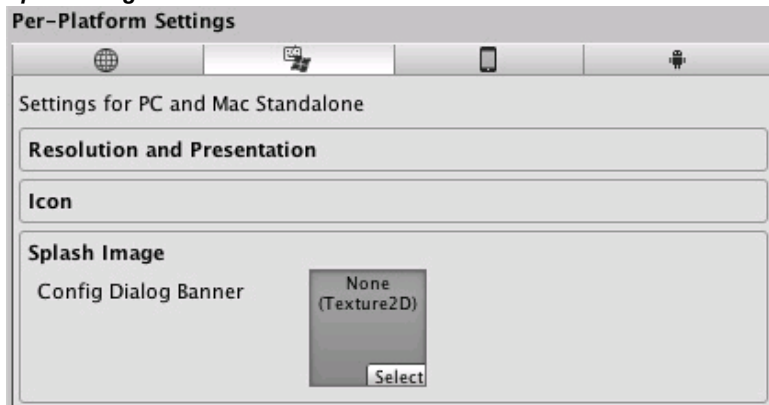 Per-Platform Settings
Settings for PC and Mac Standalone
Resolution and Presentation
Icon
Splash Image
Config Dialog Banner
None
(Texture2D)
Select